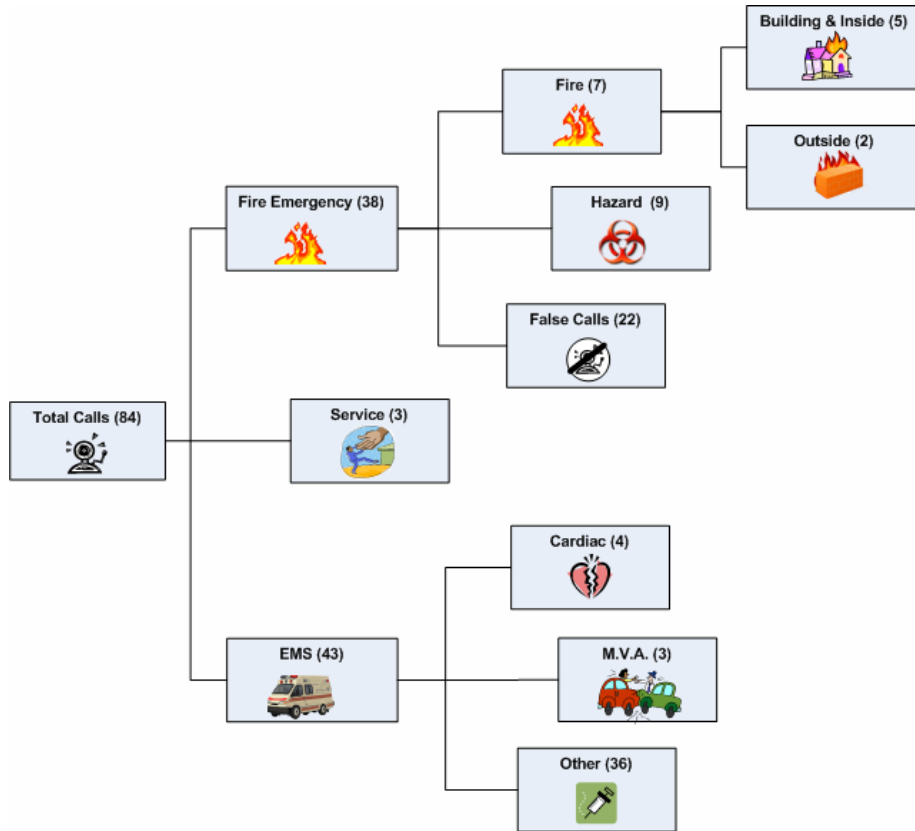 Building & Inside (5)
Fire (7)
Outside (2)
Fire Emergency (38)
Hazard  (9)
False Calls (22)
Total Calls (84)
Service (3)
Cardiac (4)
EMS (43)
M.V.A. (3)
Other (36)